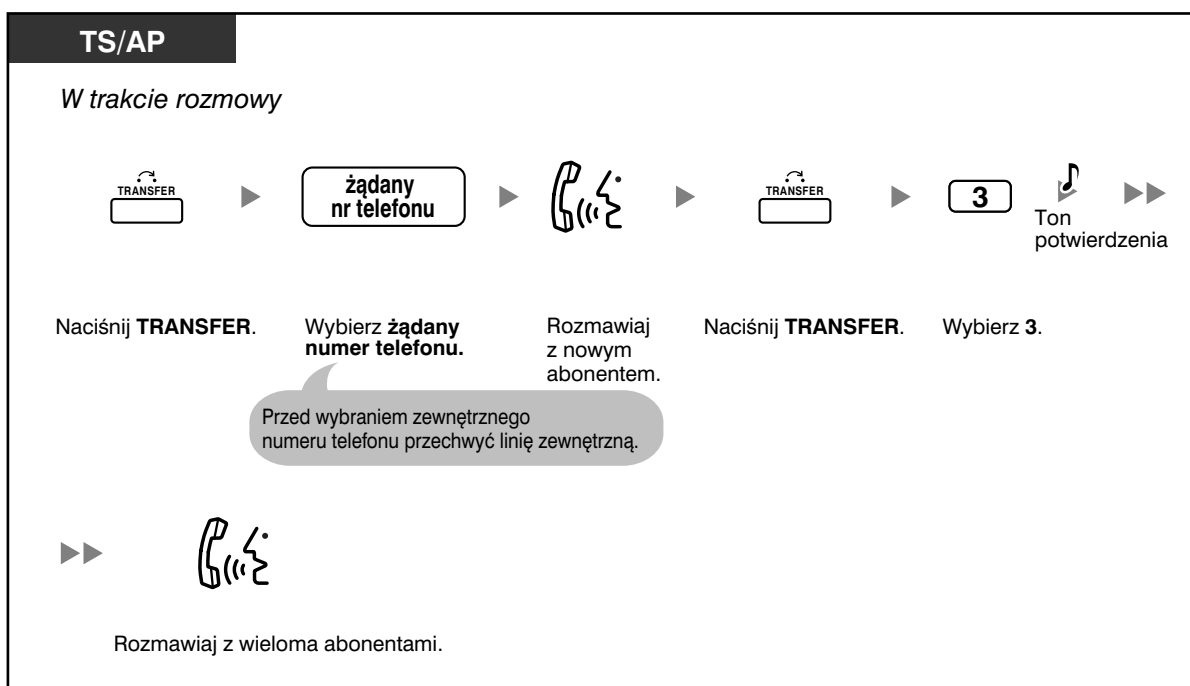 TS/AP
W trakcie rozmowy
TRANSFER
żądany
nr telefonu
TRANSFER
3
Ton
potwierdzenia
Naciśnij TRANSFER.
Wybierz żądany
numer telefonu.
Rozmawiaj
z nowym
abonentem.
Naciśnij TRANSFER.
Wybierz 3.
Przed wybraniem zewnętrznego
numeru telefonu przechwyć linię zewnętrzną.
Rozmawiaj z wieloma abonentami.